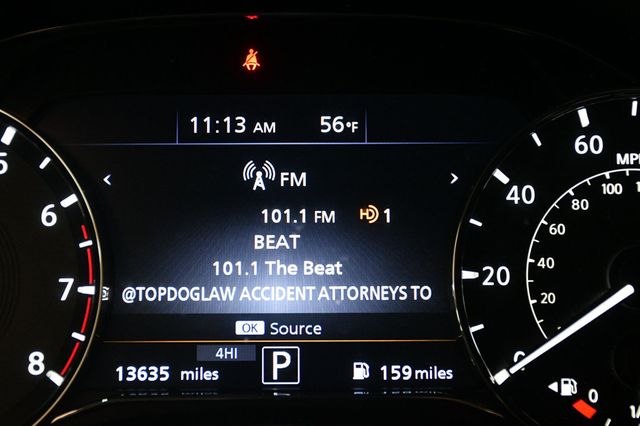 11:13 AM 56°F
FM
101.1 FM HD 1
BEAT
101.1 The Beat
@TOPDOGLAW ACCIDENT ATTORNEYS TO
OK Source
4HI
13635 miles P 159 miles
5
6
7
8
0
20
40
60
MPH
20
40
60
80
100
0